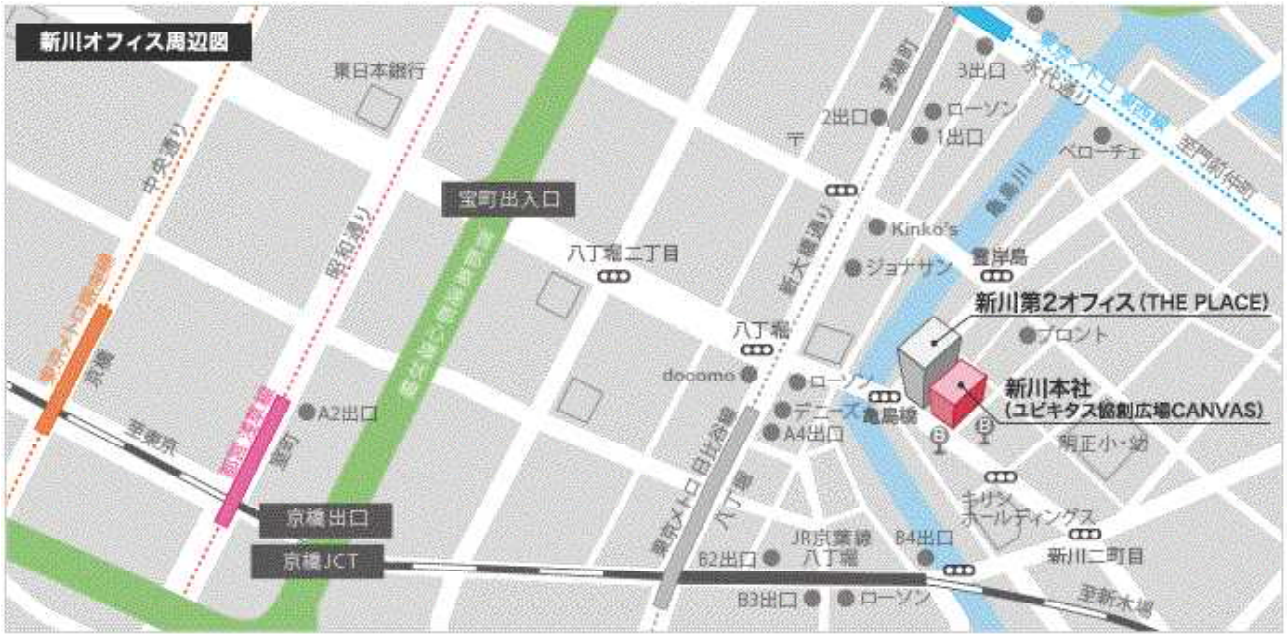 新川オフィス周辺図
東日本銀行
中央通り
昭和通り
宝町出入口
八丁堀二丁目
茅場町
3出口
2出口
ローソン
1出口
〒
東京メトロ 東西線
永代通り
ベローチェ
至門前仲町
亀島川
新大橋通り
Kinko's
ジョナサン
霊岸島
新川第2オフィス(THE PLACE)
プロント
八丁堀
docomo
ローソン
デニーズ
A4出口
亀島橋
新川本社
(ユビキタス協創広場CANVAS)
B
B
明正小・幼
キリン
ホールディングス
新川二丁目
東京メトロ銀座線
京橋
至東京
都営浅草線
宝町
A2出口
京橋出口
京橋JCT
東京メトロ日比谷線
八丁堀
B2出口
JR京葉線
八丁堀
B4出口
B3出口
ローソン
至新木場